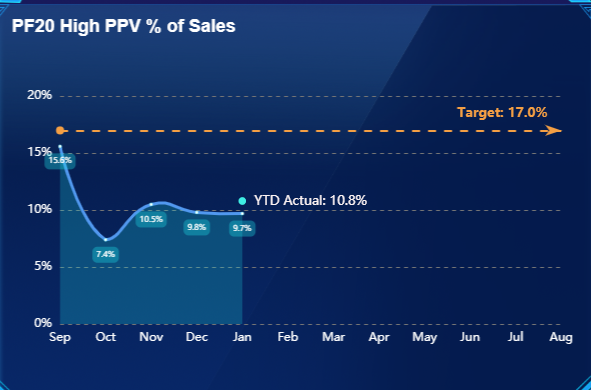 PF20 High PPV % of Sales
20%
Target: 17.0%
15%
15.6%
YTD Actual: 10.8%
10%
10.5%
9.8%
9.7%
7.4%
5%
0%
Sep Oct Nov Dec Jan Feb Mar Apr May Jun Jul Aug